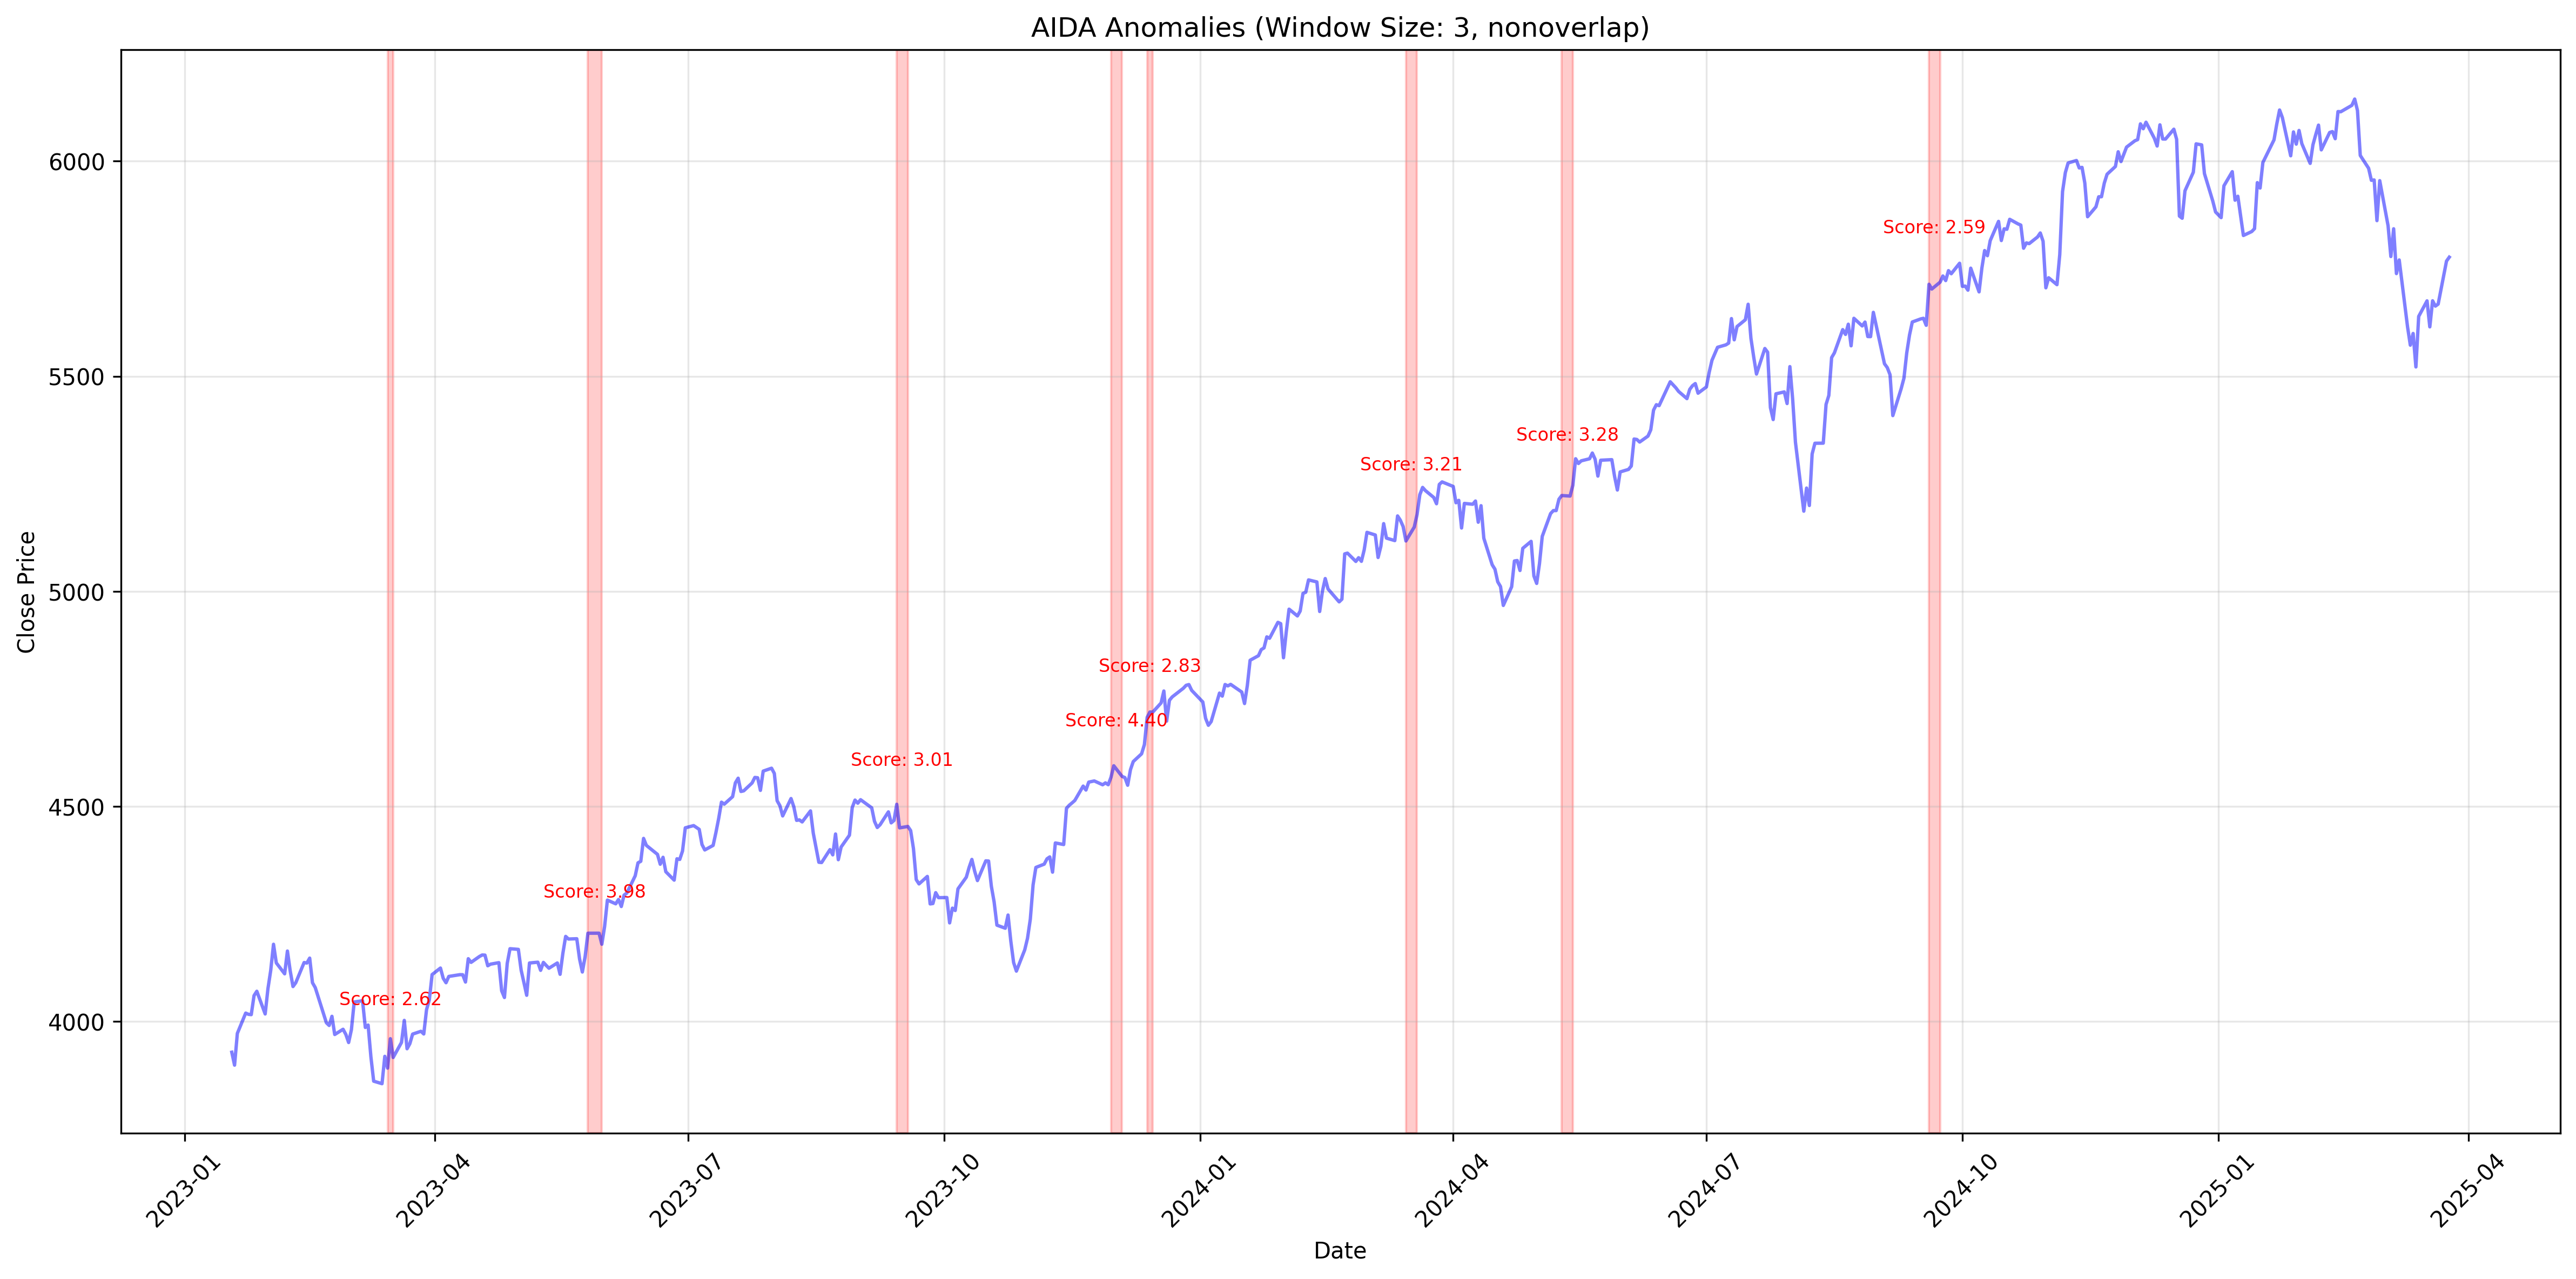 AIDA Anomalies (Window Size: 3, nonoverlap)
Close Price
6000
5500
5000
4500
4000
Score: 2.62
Score: 3.98
Score: 3.01
Score: 4.40
Score: 2.83
Score: 3.21
Score: 3.28
Score: 2.59
2023-01
2023-04
2023-07
2023-10
2024-01
2024-04
2024-07
2024-10
2025-01
2025-04
Date